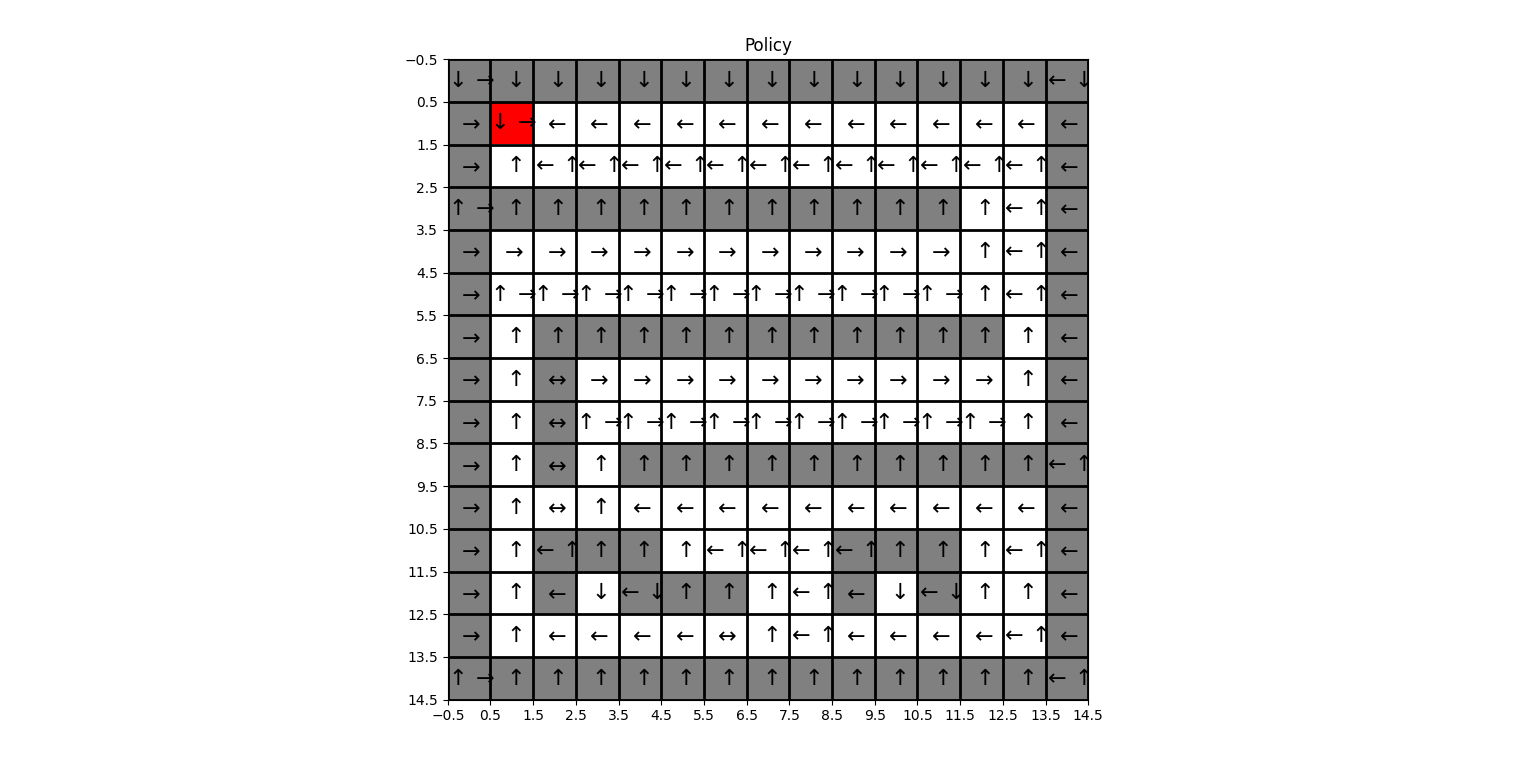 Policy
−0.5
↓ → ↓ ↓ ↓ ↓ ↓ ↓ ↓ ↓ ↓ ↓ ↓ ↓ ↓ ← ↓
0.5
→ ↓ → ← ← ← ← ← ← ← ← ← ← ← ← ←
1.5
→ ↑ ← ↑ ← ↑ ← ↑ ← ↑ ← ↑ ← ↑ ← ↑ ← ↑ ← ↑ ← ↑ ← ↑ ← ↑ ←
2.5
↑ → ↑ ↑ ↑ ↑ ↑ ↑ ↑ ↑ ↑ ↑ ↑ ↑ ← ↑ ←
3.5
→ → → → → → → → → → → → ↑ ← ↑ ←
4.5
→ ↑ → ↑ → ↑ → ↑ → ↑ → ↑ → ↑ → ↑ → ↑ → ↑ → ↑ → ↑ ← ↑ ←
5.5
→ ↑ ↑ ↑ ↑ ↑ ↑ ↑ ↑ ↑ ↑ ↑ ↑ ↑ ←
6.5
→ ↑ ↔ → → → → → → → → → → ↑ ←
7.5
→ ↑ ↔ ↑ → ↑ → ↑ → ↑ → ↑ → ↑ → ↑ → ↑ → ↑ → ↑ → ↑ ←
8.5
→ ↑ ↔ ↑ ↑ ↑ ↑ ↑ ↑ ↑ ↑ ↑ ↑ ↑ ← ↑
9.5
→ ↑ ↔ ↑ ← ← ← ← ← ← ← ← ← ← ←
10.5
→ ↑ ← ↑ ↑ ↑ ↑ ← ↑ ← ↑ ← ↑ ← ↑ ↑ ↑ ↑ ← ↑ ←
11.5
→ ↑ ← ↓ ← ↓ ↑ ↑ ↑ ← ↑ ← ↓ ← ↓ ↑ ↑ ←
12.5
→ ↑ ← ← ← ← ↔ ↑ ← ↑ ← ← ← ← ← ↑ ←
13.5
↑ → ↑ ↑ ↑ ↑ ↑ ↑ ↑ ↑ ↑ ↑ ↑ ↑ ↑ ← ↑
14.5
−0.5 0.5 1.5 2.5 3.5 4.5 5.5 6.5 7.5 8.5 9.5 10.5 11.5 12.5 13.5 14.5